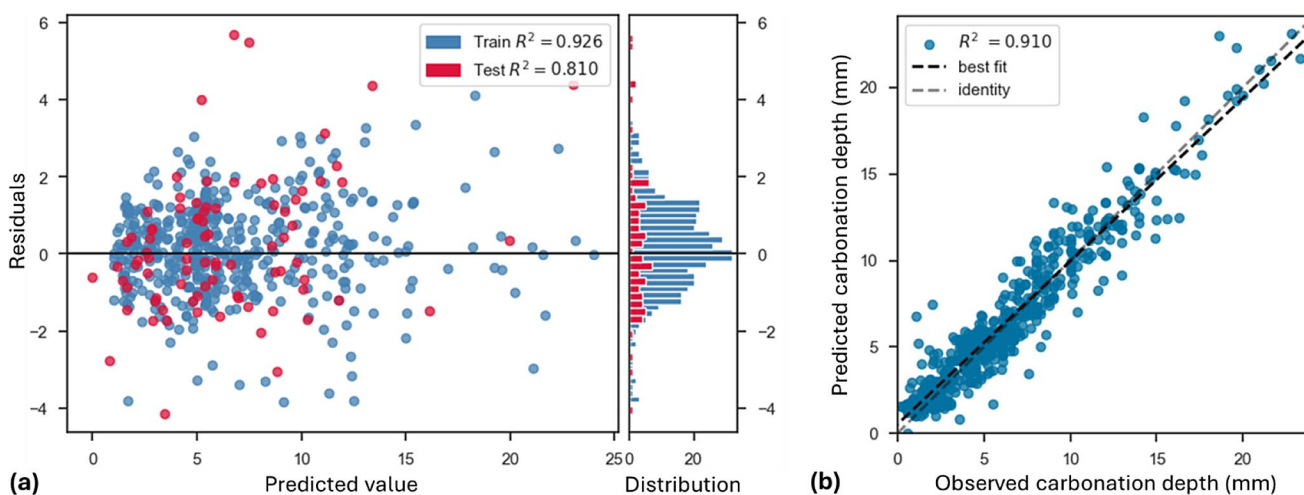 6
4
2
0
−2
−4
Residuals
Train R² = 0.926
Test R² = 0.810
0
5
10
15
20
25
Predicted value
(a)
6
4
2
0
−2
−4
0
20
Distribution
20
15
10
5
0
Predicted carbonation depth (mm)
R² = 0.910
best fit
identity
0
5
10
15
20
Observed carbonation depth (mm)
(b)